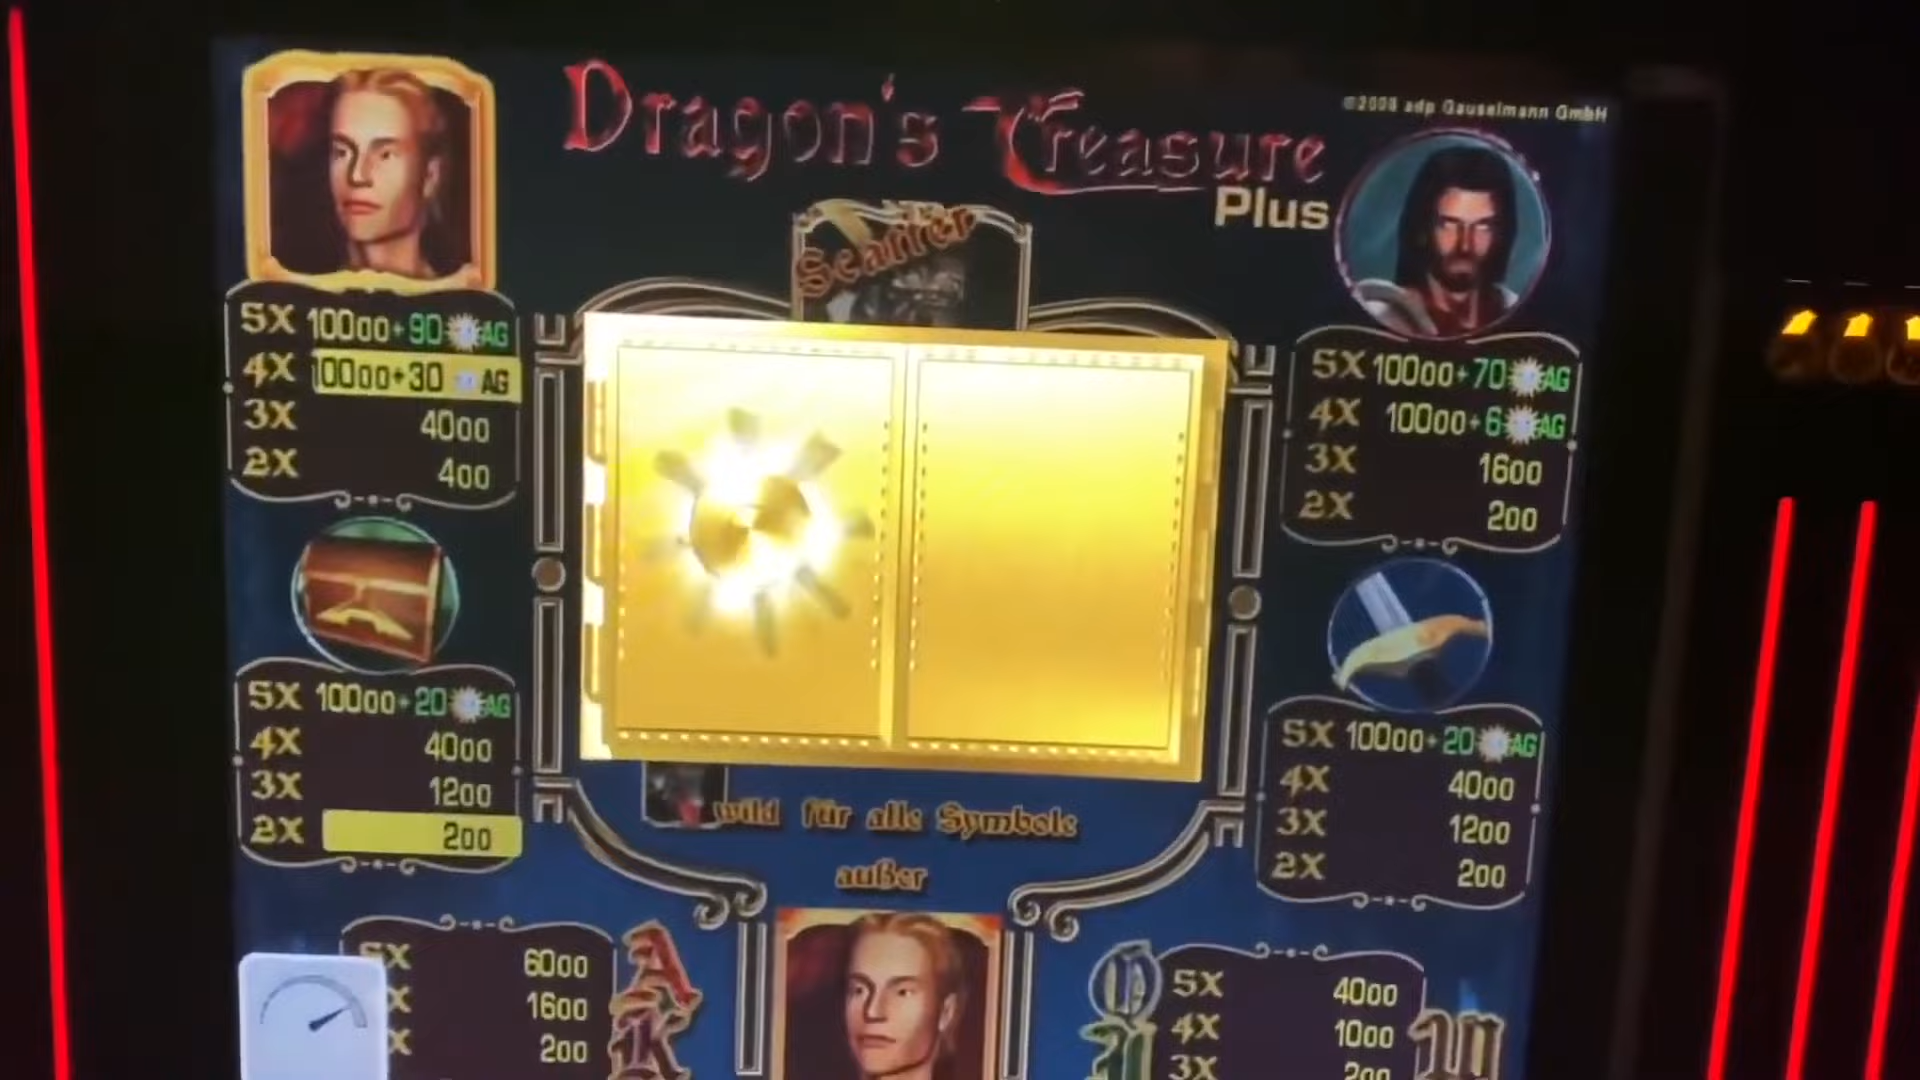 Dragon's Treasure
Plus
©2008 adp Gauselmann GmbH
Scatter
5X 10000+90 AG
4X 10000+30 AG
3X 4000
2X 400
5X 10000+70 AG
4X 10000+6 AG
3X 1600
2X 200
5X 10000+20 AG
4X 4000
3X 1200
2X 200
5X 10000+20 AG
4X 4000
3X 1200
2X 200
wild für alle Symbole
außer
5X 6000
X 1600
X 200
A
K
5X 4000
4X 1000
3X 200